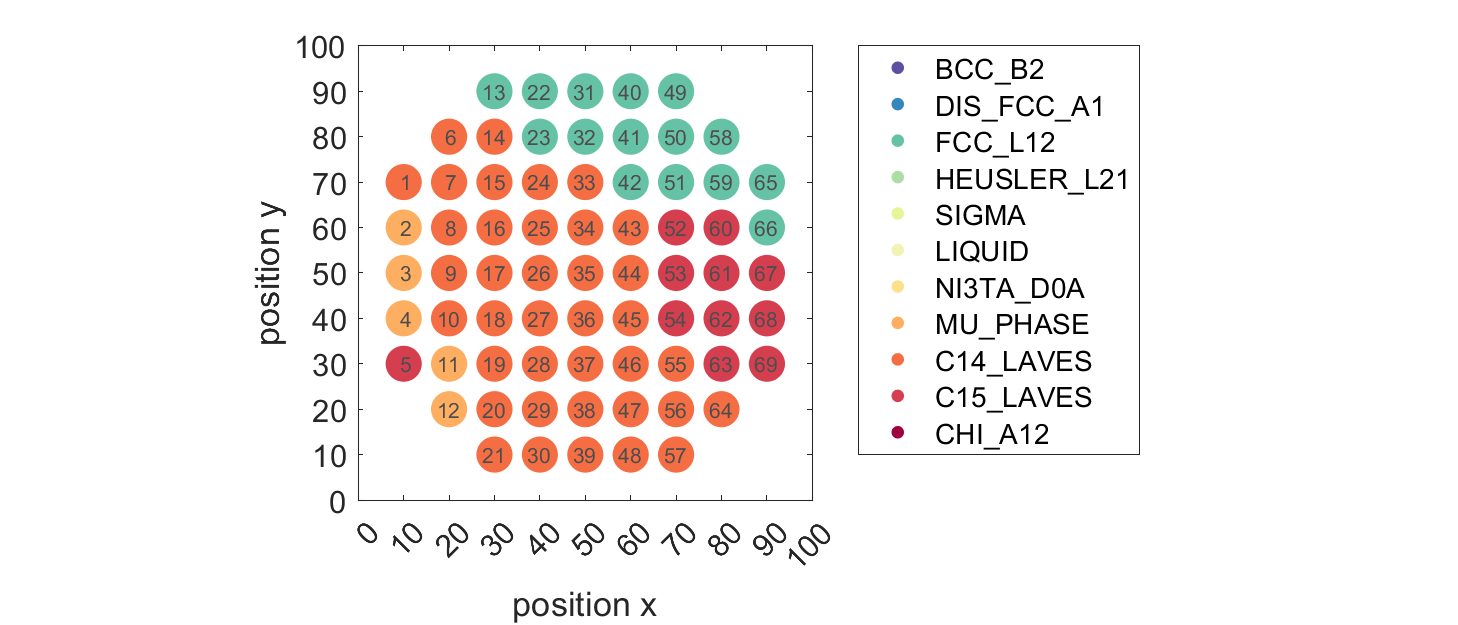 100
90
80
70
60
50
40
30
20
10
0
13 22 31 40 49
6 14 23 32 41 50 58
1 7 15 24 33 42 51 59 65
2 8 16 25 34 43 52 60 66
3 9 17 26 35 44 53 61 67
4 10 18 27 36 45 54 62 68
5 11 19 28 37 46 55 63 69
12 20 29 38 47 56 64
21 30 39 48 57
0 10 20 30 40 50 60 70 80 90 100
position x
position y
BCC_B2
DIS_FCC_A1
FCC_L12
HEUSLER_L21
SIGMA
LIQUID
NI3TA_D0A
MU_PHASE
C14_LAVES
C15_LAVES
CHI_A12